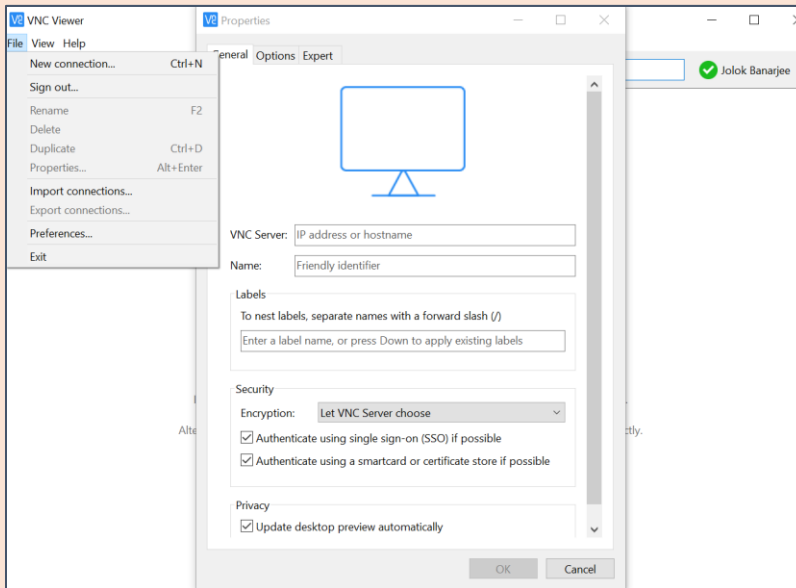 VNC Viewer
File View Help
New connection... Ctrl+N
Sign out...
Rename F2
Delete
Duplicate Ctrl+D
Properties... Alt+Enter
Import connections...
Export connections...
Preferences...
Exit
Properties
General Options Expert
VNC Server: IP address or hostname
Name: Friendly identifier
Labels
To nest labels, separate names with a forward slash (/)
Enter a label name, or press Down to apply existing labels
Security
Encryption: Let VNC Server choose
Authenticate using single sign-on (SSO) if possible
Authenticate using a smartcard or certificate store if possible
Privacy
Update desktop preview automatically
OK Cancel
Jolok Banarjee